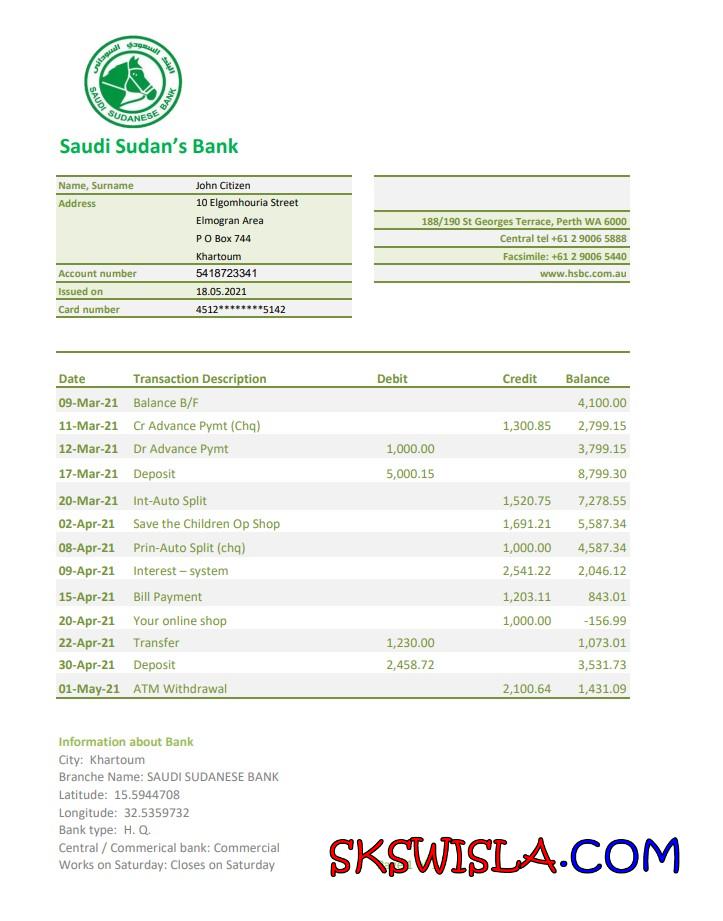 البنك السعودي السوداني
SAUDI SUDANESE BANK
Saudi Sudan’s Bank
Name, Surname John Citizen
Address 10 Elgomhouria Street
Elmogran Area
P O Box 744
Khartoum
Account number 5418723341
Issued on 18.05.2021
Card number 4512********5142
188/190 St Georges Terrace, Perth WA 6000
Central tel +61 2 9006 5888
Facsimile: +61 2 9006 5440
www.hsbc.com.au
Date Transaction Description Debit Credit Balance
09-Mar-21 Balance B/F 4,100.00
11-Mar-21 Cr Advance Pymt (Chq) 1,300.85 2,799.15
12-Mar-21 Dr Advance Pymt 1,000.00 3,799.15
17-Mar-21 Deposit 5,000.15 8,799.30
20-Mar-21 Int-Auto Split 1,520.75 7,278.55
02-Apr-21 Save the Children Op Shop 1,691.21 5,587.34
08-Apr-21 Prin-Auto Split (chq) 1,000.00 4,587.34
09-Apr-21 Interest – system 2,541.22 2,046.12
15-Apr-21 Bill Payment 1,203.11 843.01
20-Apr-21 Your online shop 1,000.00 -156.99
22-Apr-21 Transfer 1,230.00 1,073.01
30-Apr-21 Deposit 2,458.72 3,531.73
01-May-21 ATM Withdrawal 2,100.64 1,431.09
Information about Bank
City: Khartoum
Branche Name: SAUDI SUDANESE BANK
Latitude: 15.5944708
Longitude: 32.5359732
Bank type: H. Q.
Central / Commerical bank: Commercial
Works on Saturday: Closes on Saturday
SKSWISLA.COM